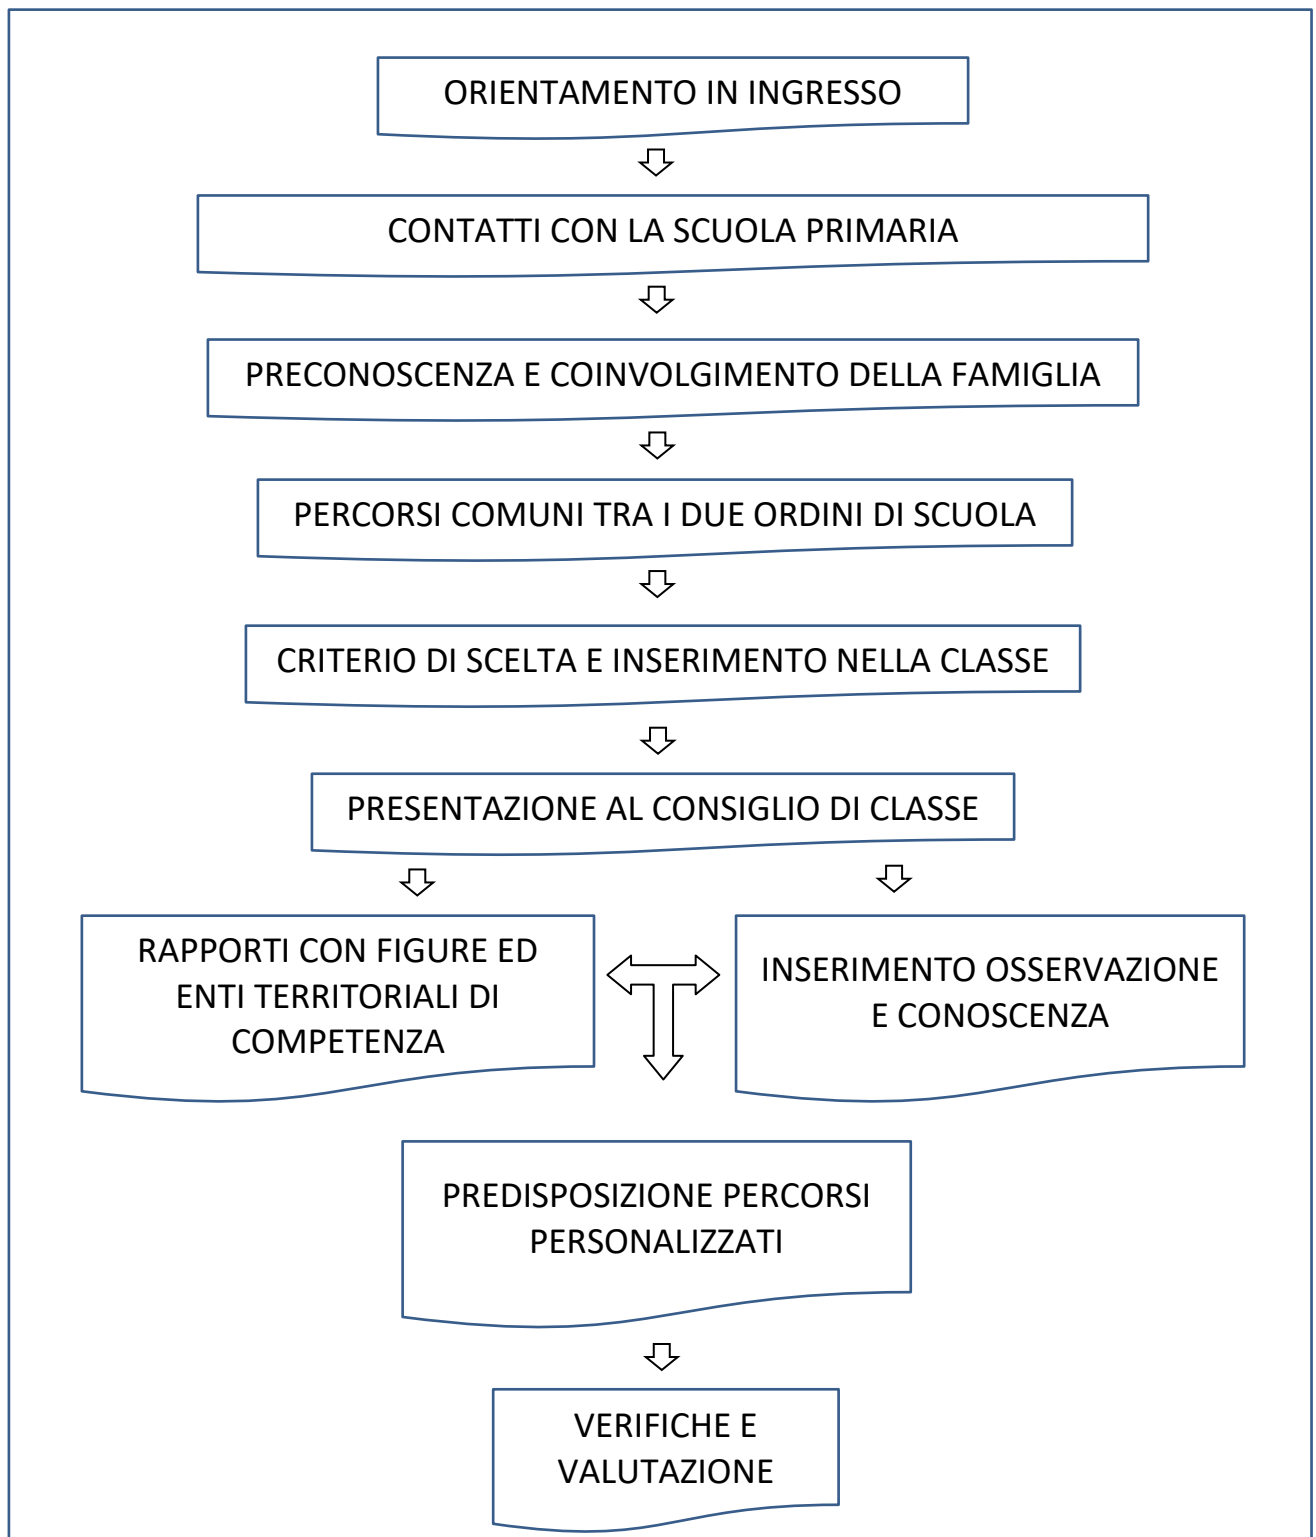 ORIENTAMENTO IN INGRESSO
CONTATTI CON LA SCUOLA PRIMARIA
PRECONOSCENZA E COINVOLGIMENTO DELLA FAMIGLIA
PERCORSI COMUNI TRA I DUE ORDINI DI SCUOLA
CRITERIO DI SCELTA E INSERIMENTO NELLA CLASSE
PRESENTAZIONE AL CONSIGLIO DI CLASSE
RAPPORTI CON FIGURE ED
ENTI TERRITORIALI DI
COMPETENZA
INSERIMENTO OSSERVAZIONE
E CONOSCENZA
PREDISPOSIZIONE PERCORSI
PERSONALIZZATI
VERIFICHE E
VALUTAZIONE